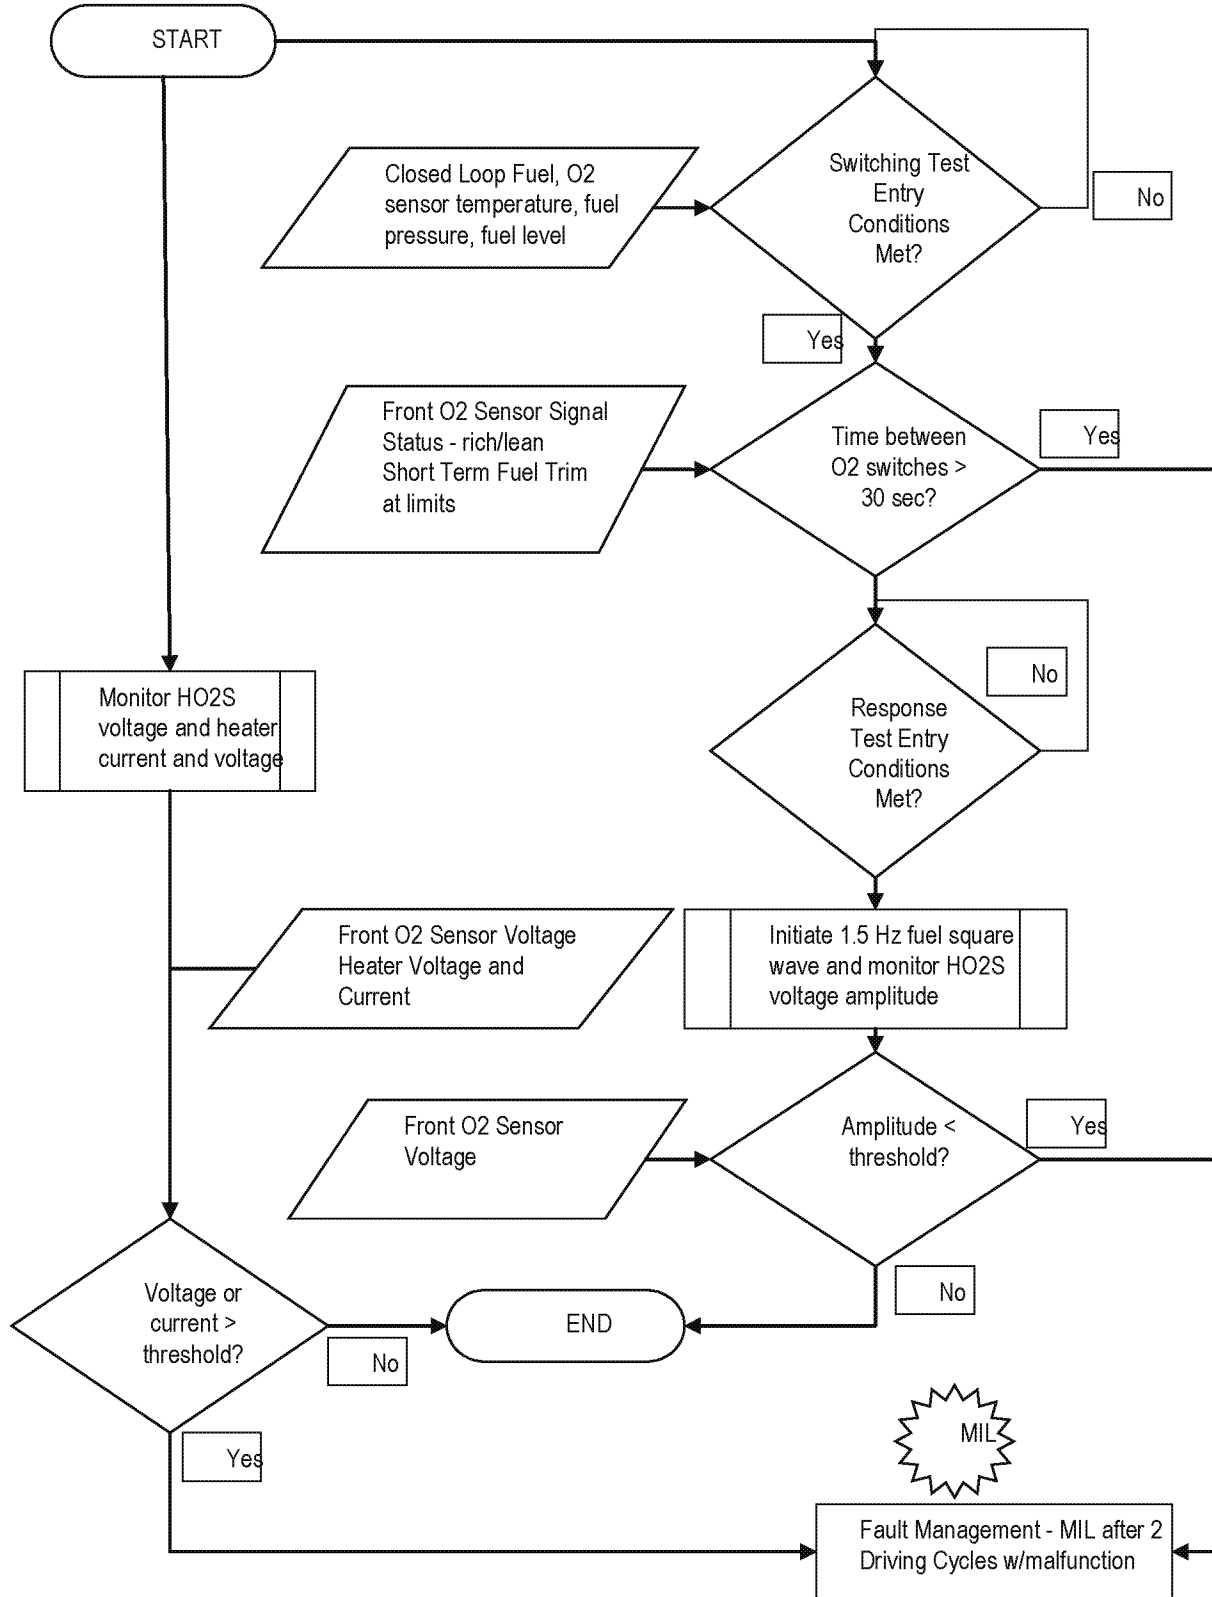 START
Switching Test
Entry
Conditions
Met?
No
Closed Loop Fuel, O2
sensor temperature, fuel
pressure, fuel level
Yes
Front O2 Sensor Signal
Status - rich/lean
Short Term Fuel Trim
at limits
Time between
O2 switches >
30 sec?
Yes
No
Monitor HO2S
voltage and heater
current and voltage
Response
Test Entry
Conditions
Met?
Front O2 Sensor Voltage
Heater Voltage and
Current
Initiate 1.5 Hz fuel square
wave and monitor HO2S
voltage amplitude
Front O2 Sensor
Voltage
Amplitude <
threshold?
Yes
No
Voltage or
current >
threshold?
No
END
Yes
MIL
Fault Management - MIL after 2
Driving Cycles w/malfunction